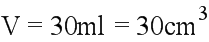 V = 30ml = 30cm³